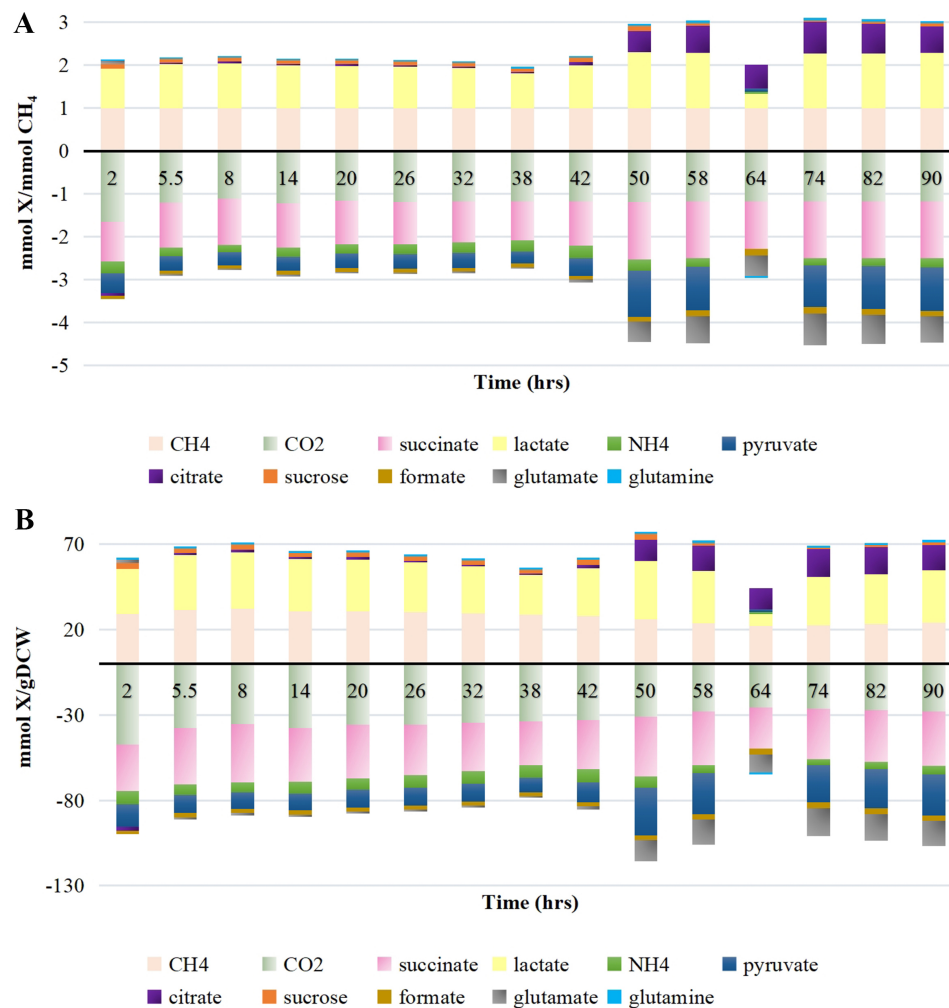 A
3
2
1
0
-1
-2
-3
-4
-5
mmol X/mmol CH4
2 5.5 8 14 20 26 32 38 42 50 58 64 74 82 90
Time (hrs)
CH4 CO2 succinate lactate NH4 pyruvate
citrate sucrose formate glutamate glutamine
B
70
20
-30
-80
-130
mmol X/gDCW
2 5.5 8 14 20 26 32 38 42 50 58 64 74 82 90
Time (hrs)
CH4 CO2 succinate lactate NH4 pyruvate
citrate sucrose formate glutamate glutamine